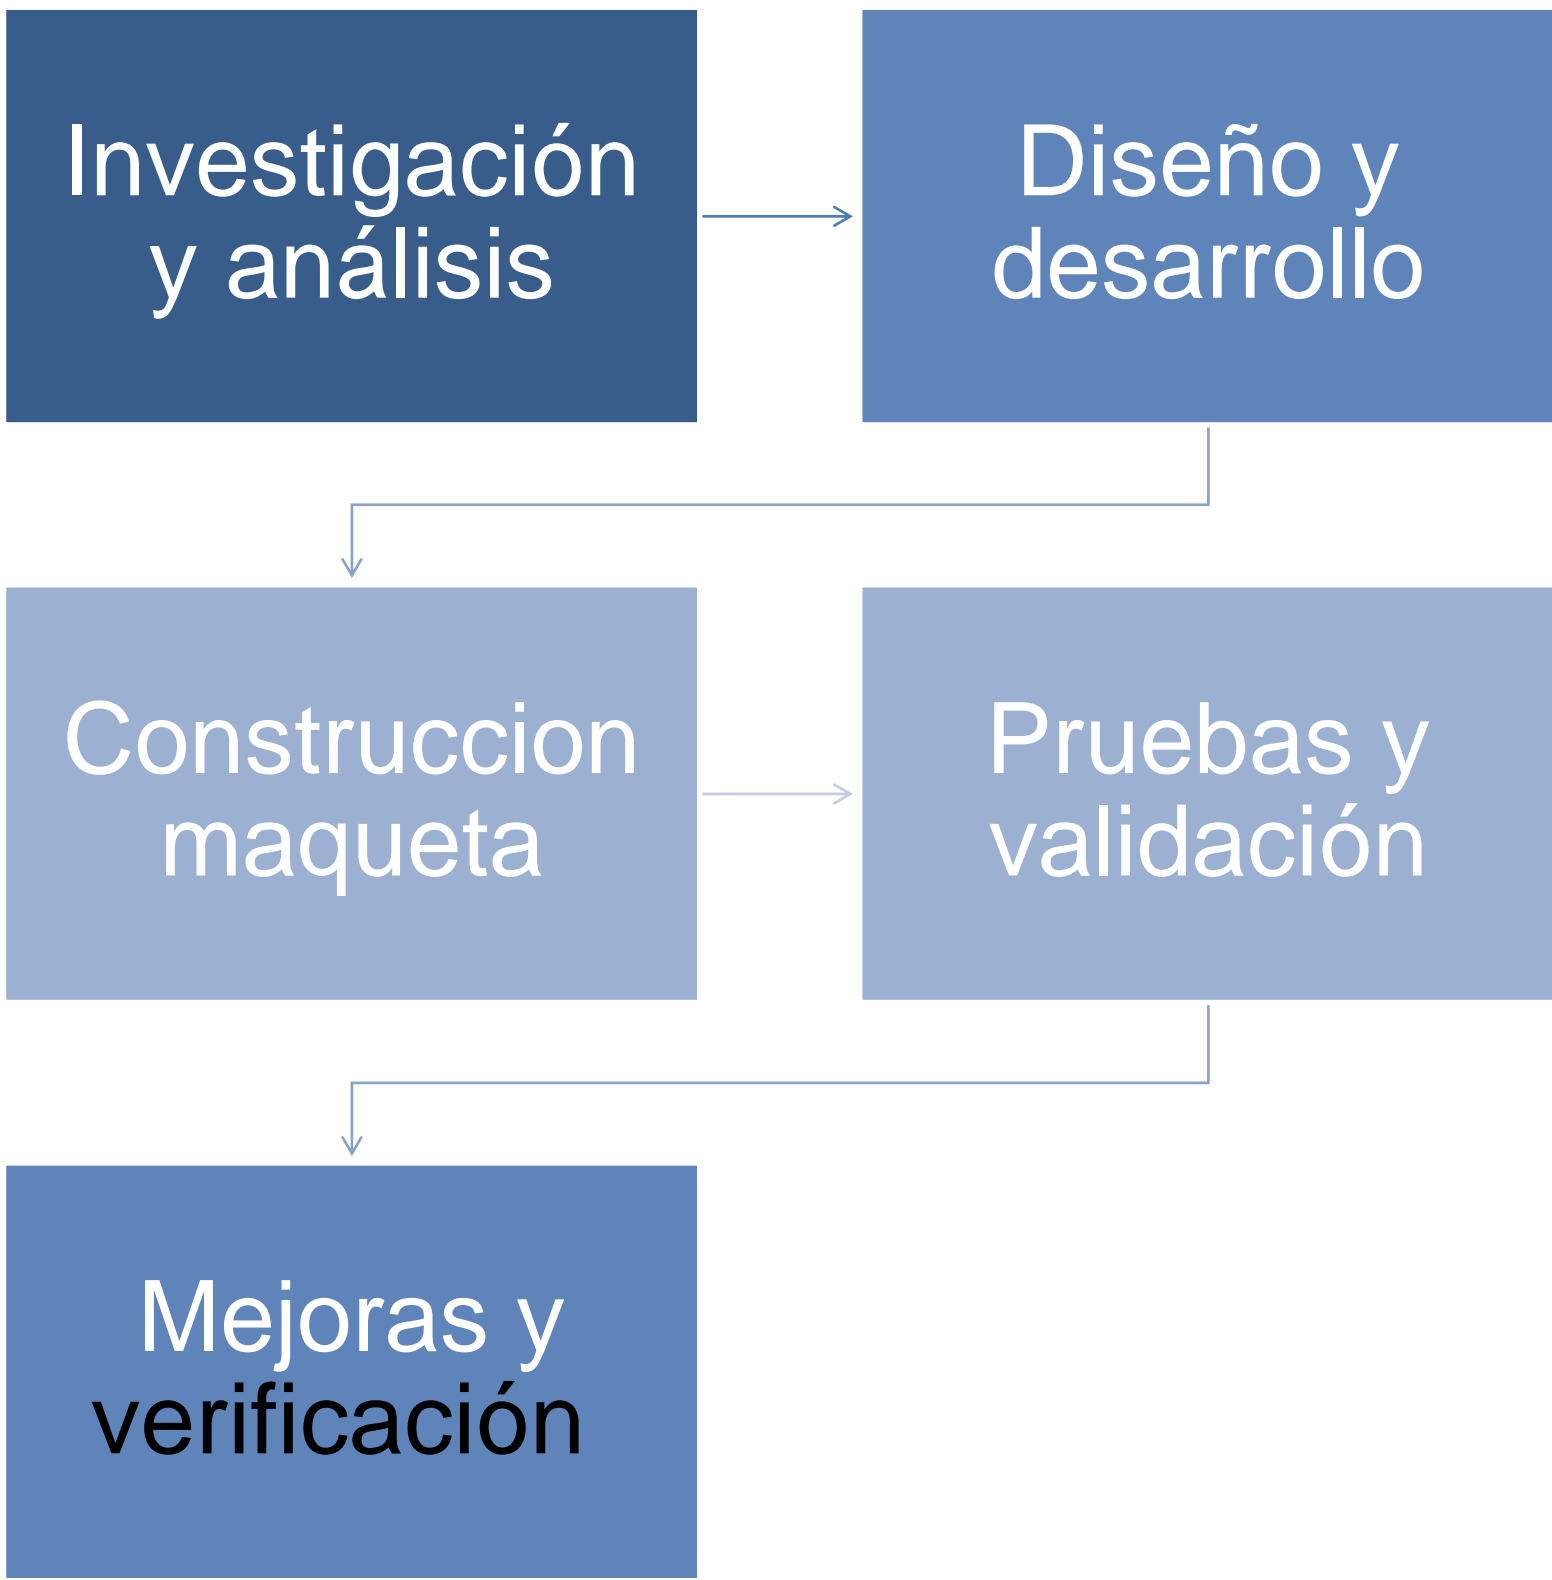 Investigación
y análisis
Diseño y
desarrollo
Construccion
maqueta
Pruebas y
validación
Mejoras y
verificación